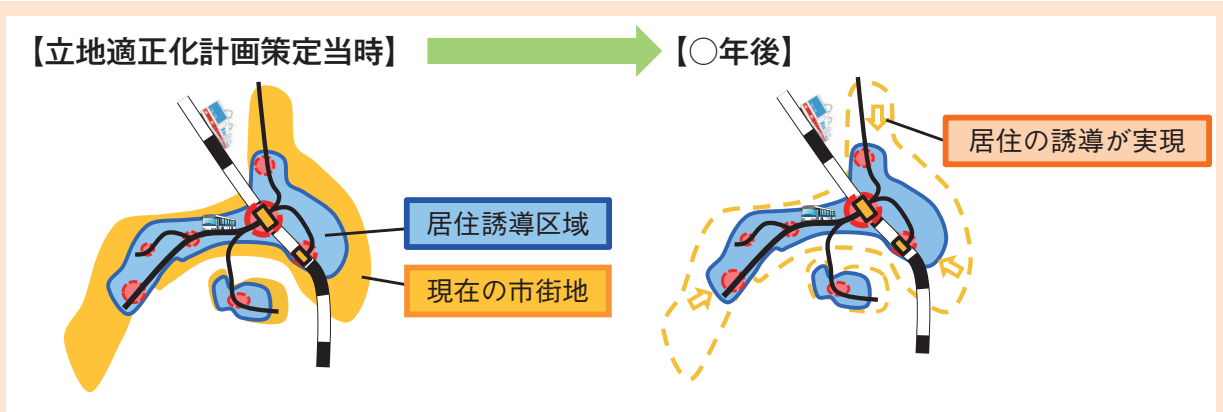 【立地適正化計画策定当時】
【○年後】
居住の誘導が実現
居住誘導区域
現在の市街地